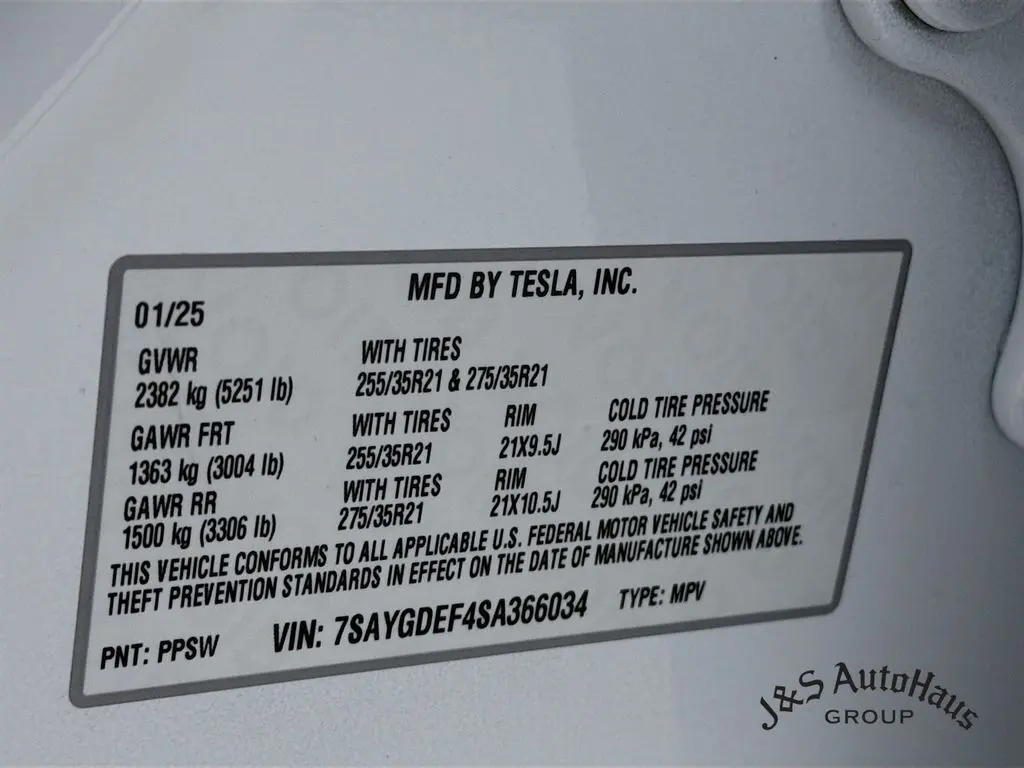 MFD BY TESLA, INC.
01/25
GVWR WITH TIRES
2382 kg (5251 lb) 255/35R21 & 275/35R21
GAWR FRT WITH TIRES RIM COLD TIRE PRESSURE
1363 kg (3004 lb) 255/35R21 21X9.5J 290 kPa, 42 psi
GAWR RR WITH TIRES RIM COLD TIRE PRESSURE
1500 kg (3306 lb) 275/35R21 21X10.5J 290 kPa, 42 psi
THIS VEHICLE CONFORMS TO ALL APPLICABLE U.S. FEDERAL MOTOR VEHICLE SAFETY AND
THEFT PREVENTION STANDARDS IN EFFECT ON THE DATE OF MANUFACTURE SHOWN ABOVE.
PNT: PPSW VIN: 7SAYGDEF4SA366034 TYPE: MPV
J&S AutoHaus
GROUP